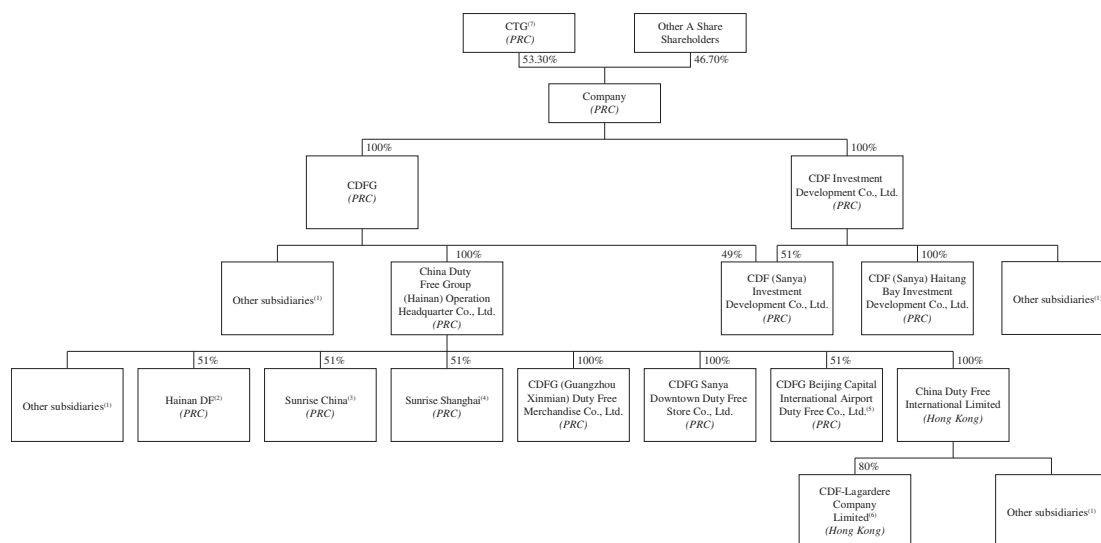 CTG(7)
(PRC)
Other A Share
Shareholders
53.30%
46.70%
Company
(PRC)
100%
100%
CDFG
(PRC)
CDF Investment
Development Co., Ltd.
(PRC)
100%
49%
51%
100%
Other subsidiaries(1)
China Duty
Free Group
(Hainan) Operation
Headquarter Co., Ltd.
(PRC)
CDF (Sanya)
Investment
Development Co., Ltd.
(PRC)
CDF (Sanya) Haitang
Bay Investment
Development Co., Ltd.
(PRC)
Other subsidiaries(1)
51%
51%
51%
100%
100%
51%
100%
Other subsidiaries(1)
Hainan DF(2)
(PRC)
Sunrise China(3)
(PRC)
Sunrise Shanghai(4)
(PRC)
CDFG (Guangzhou
Xinmian) Duty Free
Merchandise Co., Ltd.
(PRC)
CDFG Sanya
Downtown Duty Free
Store Co., Ltd.
(PRC)
CDFG Beijing Capital
International Airport
Duty Free Co., Ltd.(5)
(PRC)
China Duty Free
International Limited
(Hong Kong)
80%
CDF-Lagardere
Company
Limited(6)
(Hong Kong)
Other subsidiaries(1)